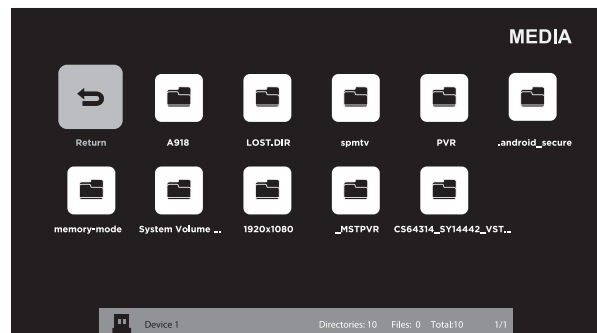 MEDIA
Return A918 LOST.DIR spmtv PVR .android_secure
memory-mode System Volume ... 1920x1080 _MSTPVR CS64314_SY14442_VST...
Device 1 Directories: 10 Files: 0 Total:10 1/1